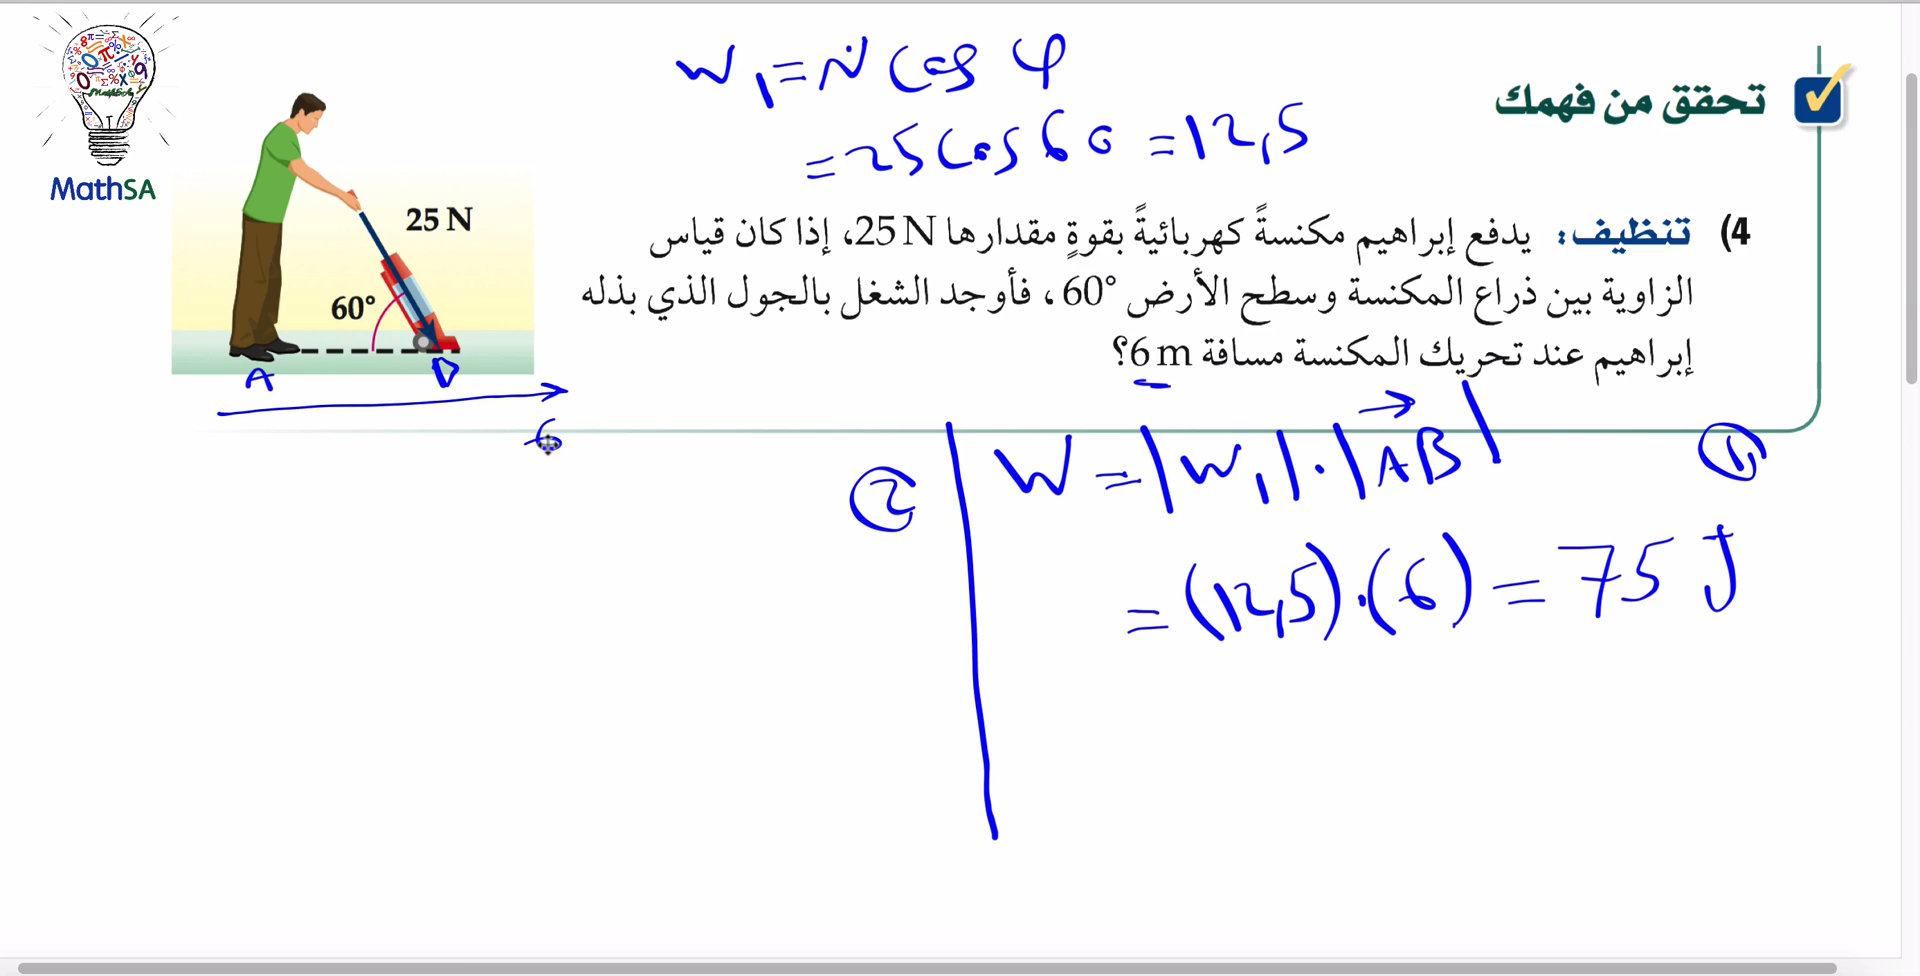 MathSA
W₁ = N cos φ
= 25 cos 60 = 12,5
تحقق من فهمك
4) تنظيف: يدفع إبراهيم مكنسةً كهربائيةً بقوةٍ مقدارها 25 N، إذا كان قياس
الزاوية بين ذراع المكنسة وسطح الأرض 60°، فأوجد الشغل بالجول الذي بذله
إبراهيم عند تحريك المكنسة مسافة 6 m؟
25 N
60°
A
6
①
W = |W₁| · |AB|
= (12,5) · (6) = 75 J
②